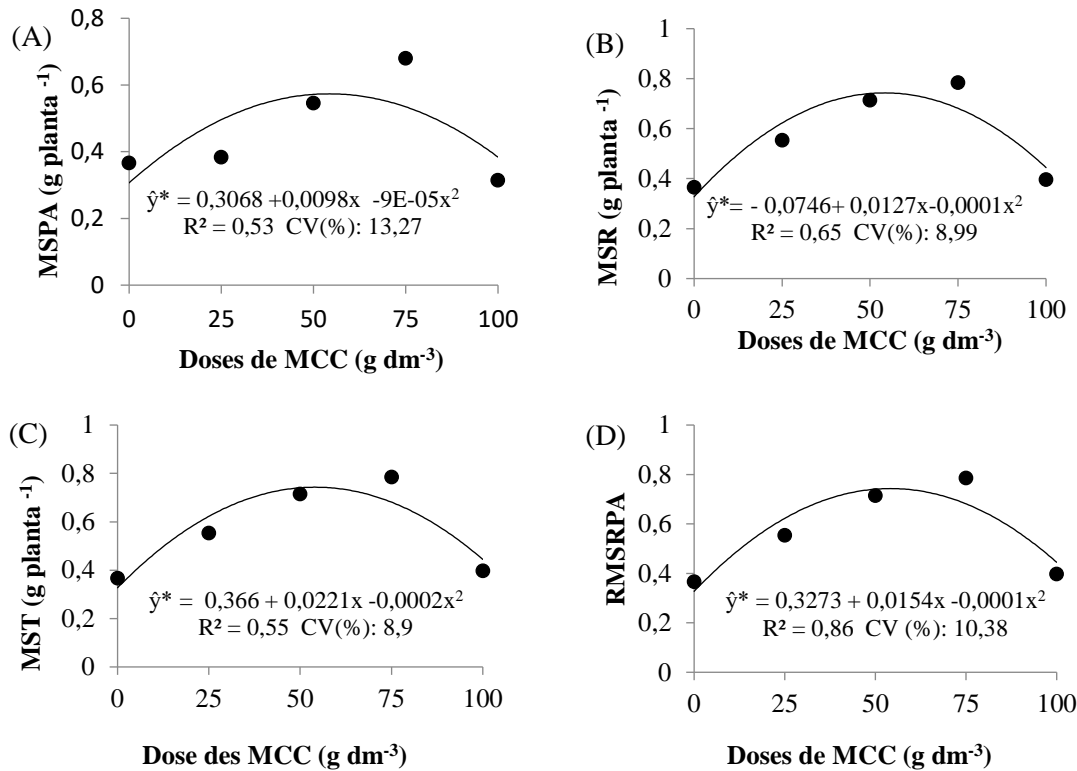 (A)
0,8
0,6
0,4
0,2
0
MSPA (g planta -1)
ŷ* = 0,3068 +0,0098x -9E-05x²
R² = 0,53 CV(%): 13,27
0 25 50 75 100
Doses de MCC (g dm-3)
(B)
1
0,8
0,6
0,4
0,2
0
MSR (g planta -1)
ŷ*= - 0,0746+ 0,0127x-0,0001x²
R² = 0,65 CV(%): 8,99
0 25 50 75 100
Doses de MCC (g dm-3)
(C)
1
0,8
0,6
0,4
0,2
0
MST (g planta -1)
ŷ* = 0,366 + 0,0221x -0,0002x²
R² = 0,55 CV(%): 8,9
0 25 50 75 100
Dose des MCC (g dm-3)
(D)
1
0,8
0,6
0,4
0,2
0
RMSRPA
ŷ* = 0,3273 + 0,0154x -0,0001x²
R² = 0,86 CV (%): 10,38
0 25 50 75 100
Doses de MCC (g dm-3)